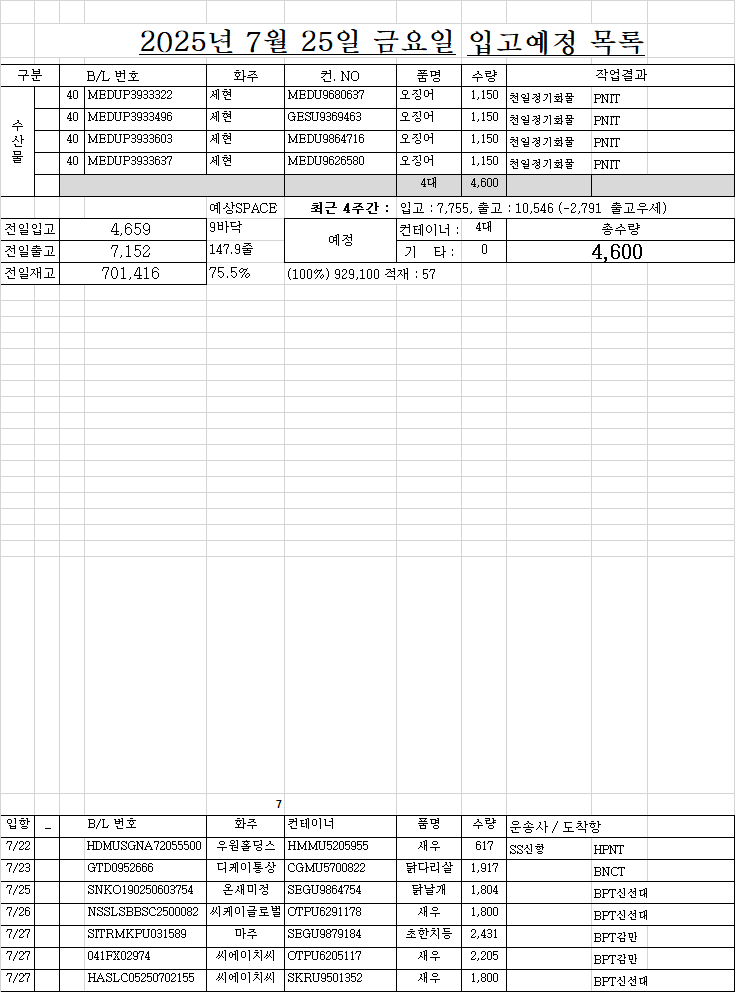 2025년 7월 25일 금요일 입고예정 목록
구분 B/L 번호 화주 컨. NO 품명 수량 작업결과
수산물
40 MEDUP3933322 세현 MEDU9680637 오징어 1,150 천일정기화물 PNIT
40 MEDUP3933496 세현 GESU9369463 오징어 1,150 천일정기화물 PNIT
40 MEDUP3933603 세현 MEDU9864716 오징어 1,150 천일정기화물 PNIT
40 MEDUP3933637 세현 MEDU9626580 오징어 1,150 천일정기화물 PNIT
4대 4,600
예상SPACE 최근 4주간 : 입고 : 7,755, 출고 : 10,546 (-2,791 출고우세)
전일입고 4,659 9바닥 예정 컨테이너 : 4대 총수량
전일출고 7,152 147.9줄 기 타 : 0 4,600
전일재고 701,416 75.5% (100%) 929,100 적재 : 57
7
입항 _ B/L 번호 화주 컨테이너 품명 수량 운송사 / 도착항
7/22 HDMUSGNA72055500 우원홀딩스 HMMU5205955 새우 617 SS신항 HPNT
7/23 GTD0952666 디케이통상 CGMU5700822 닭다리살 1,917 BNCT
7/25 SNKO190250603754 온새미정 SEGU9864754 닭날개 1,804 BPT신선대
7/26 NSSLSBBSC2500082 씨케이글로벌 OTPU6291178 새우 1,800 BPT신선대
7/27 SITRMKPU031589 마주 SEGU9879184 초한치등 2,431 BPT감만
7/27 041FX02974 씨에이치씨 OTPU6205117 새우 2,205 BPT감만
7/27 HASLC05250702155 씨에이치씨 SKRU9501352 새우 1,800 BPT신선대